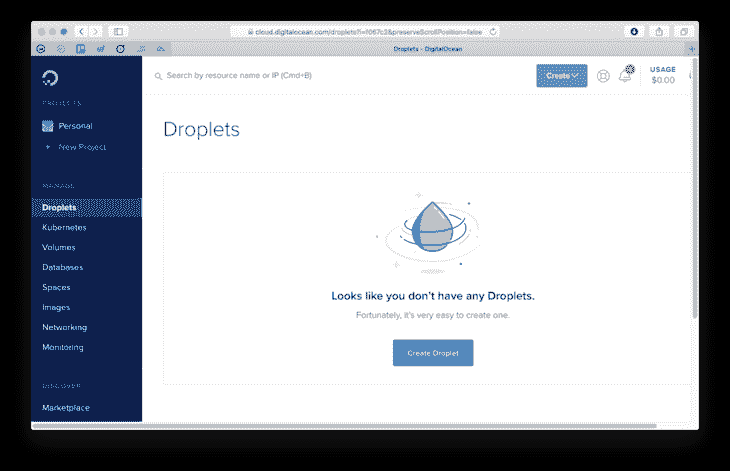 cloud.digitalocean.com/droplets?i=1067c2&preserveScrollPosition=false
Droplets - DigitalOcean
Search by resource name or IP (Cmd+B)
Create
USAGE
$0.00
PROJECTS
Personal
+ New Project
Droplets
MANAGE
Droplets
Kubernetes
Volumes
Databases
Spaces
Images
Networking
Monitoring
Looks like you don't have any Droplets.
Fortunately, it's very easy to create one.
Create Droplet
DISCOVER
Marketplace